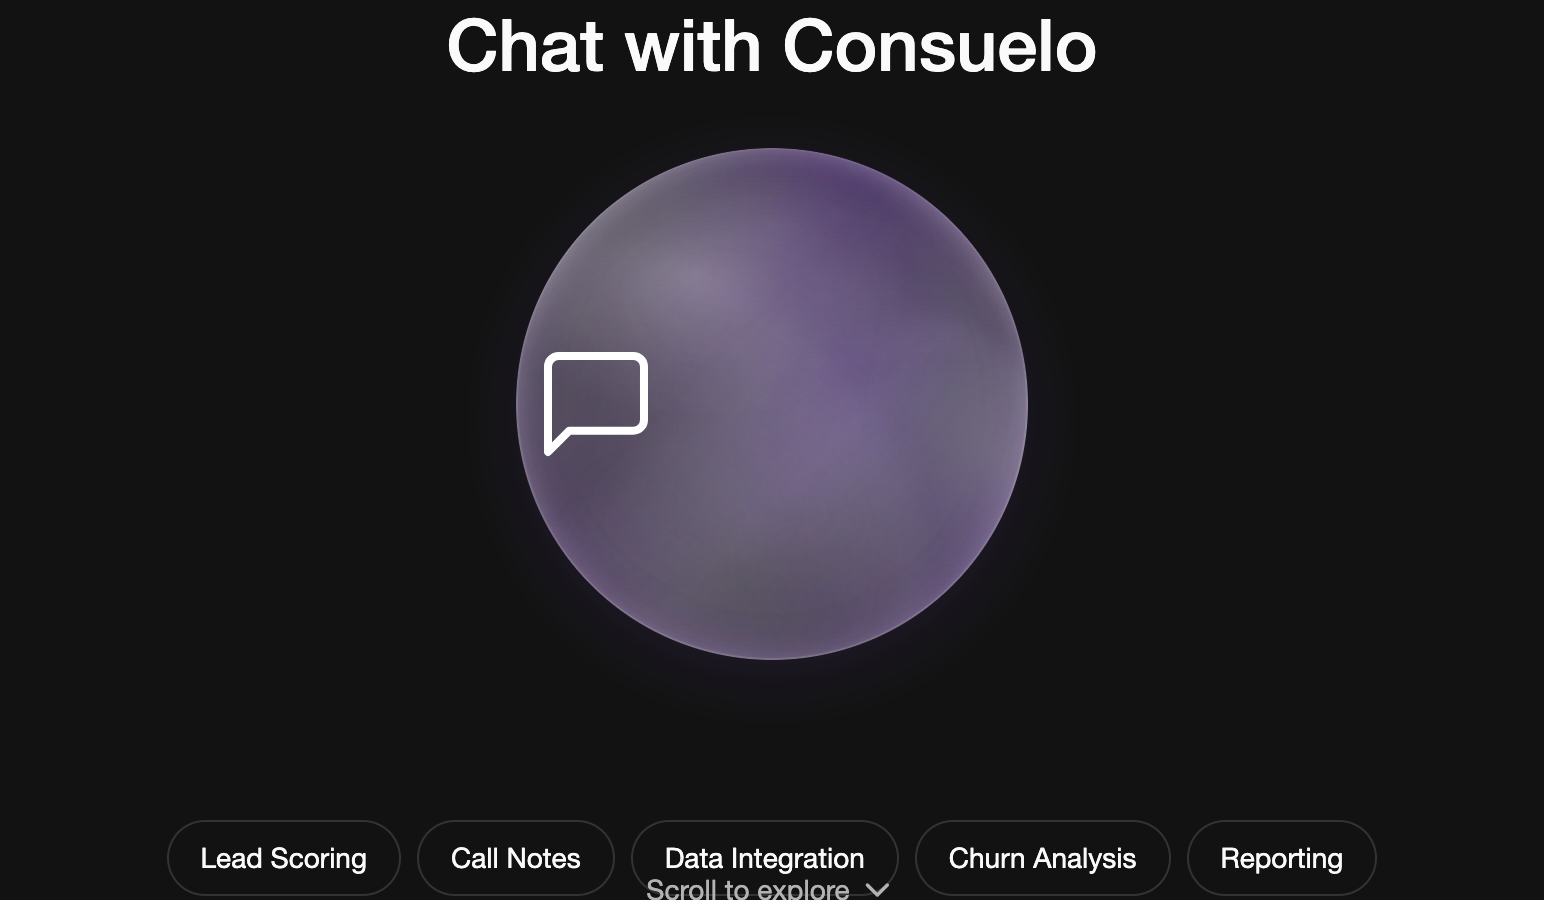 Chat with Consuelo
Lead Scoring
Call Notes
Data Integration
Churn Analysis
Reporting
Scroll to explore